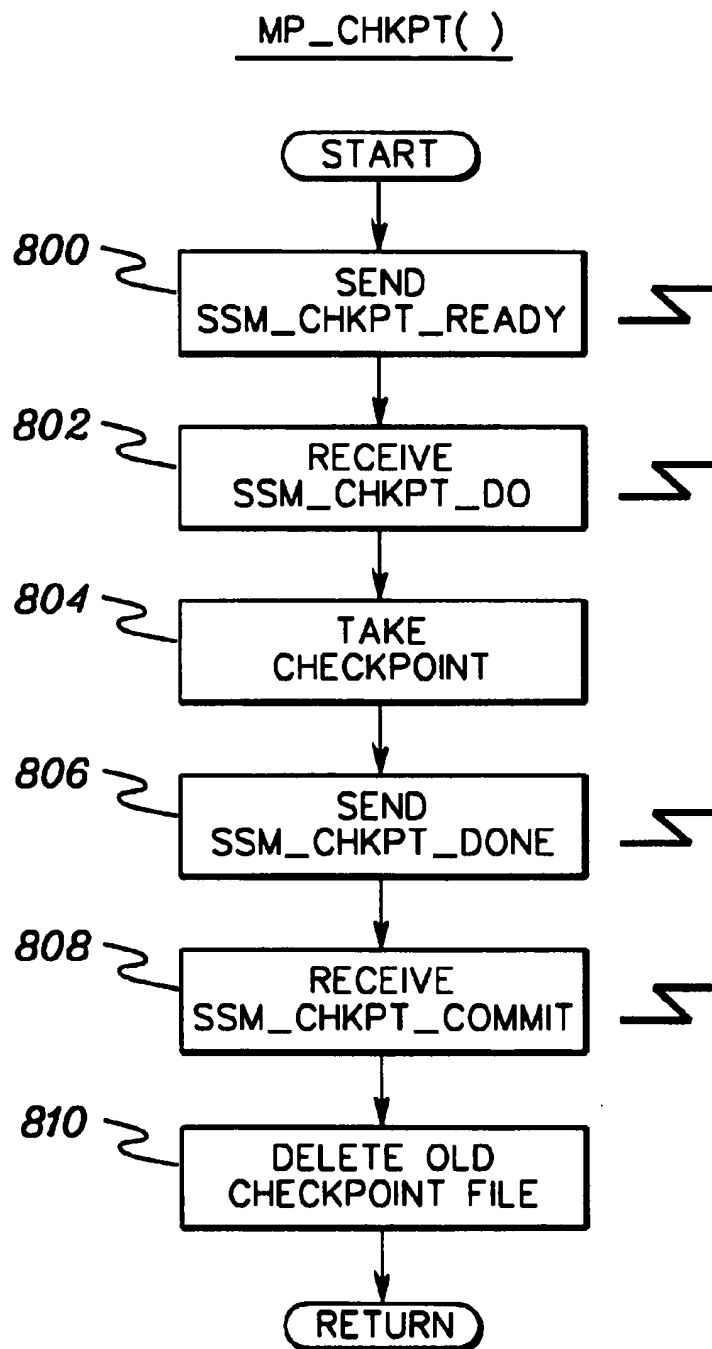 MP_CHKPT( )
START
800
SEND
SSM_CHKPT_READY
802
RECEIVE
SSM_CHKPT_DO
804
TAKE
CHECKPOINT
806
SEND
SSM_CHKPT_DONE
808
RECEIVE
SSM_CHKPT_COMMIT
810
DELETE OLD
CHECKPOINT FILE
RETURN